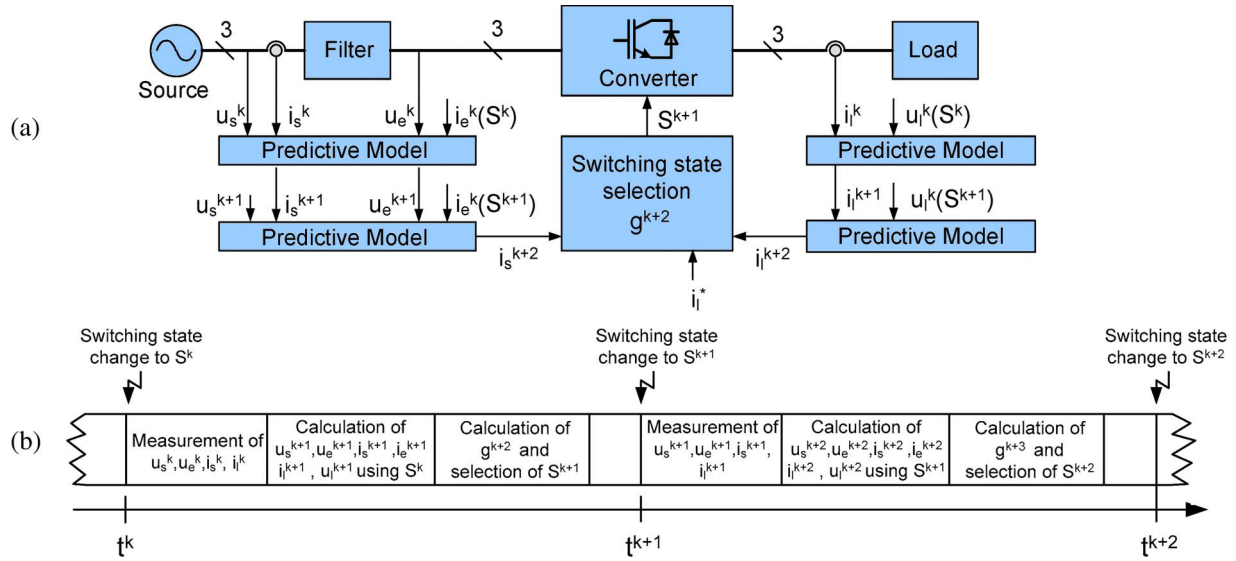 (a)
3
3
3
Source
Filter
Converter
Load
u_s^k
i_s^k
u_e^k
i_e^k(S^k)
S^{k+1}
i_l^k
u_l^k(S^k)
Predictive Model
Switching state
selection
g^{k+2}
Predictive Model
u_s^{k+1}
i_s^{k+1}
u_e^{k+1}
i_e^k(S^{k+1})
i_l^{k+1}
u_l^k(S^{k+1})
Predictive Model
Predictive Model
i_s^{k+2}
i_l^{k+2}
i_l^*
(b)
Switching state
change to S^k
Switching state
change to S^{k+1}
Switching state
change to S^{k+2}
Measurement of
u_s^k,u_e^k,i_s^k, i_l^k
Calculation of
u_s^{k+1},u_e^{k+1},i_s^{k+1},i_e^{k+1}
i_l^{k+1} , u_l^{k+1} using S^k
Calculation of
g^{k+2} and
selection of S^{k+1}
Measurement of
u_s^{k+1},u_e^{k+1},i_s^{k+1},
i_l^{k+1}
Calculation of
u_s^{k+2},u_e^{k+2},i_s^{k+2},i_e^{k+2}
i_l^{k+2} , u_l^{k+2} using S^{k+1}
Calculation of
g^{k+3} and
selection of S^{k+2}
t^k
t^{k+1}
t^{k+2}